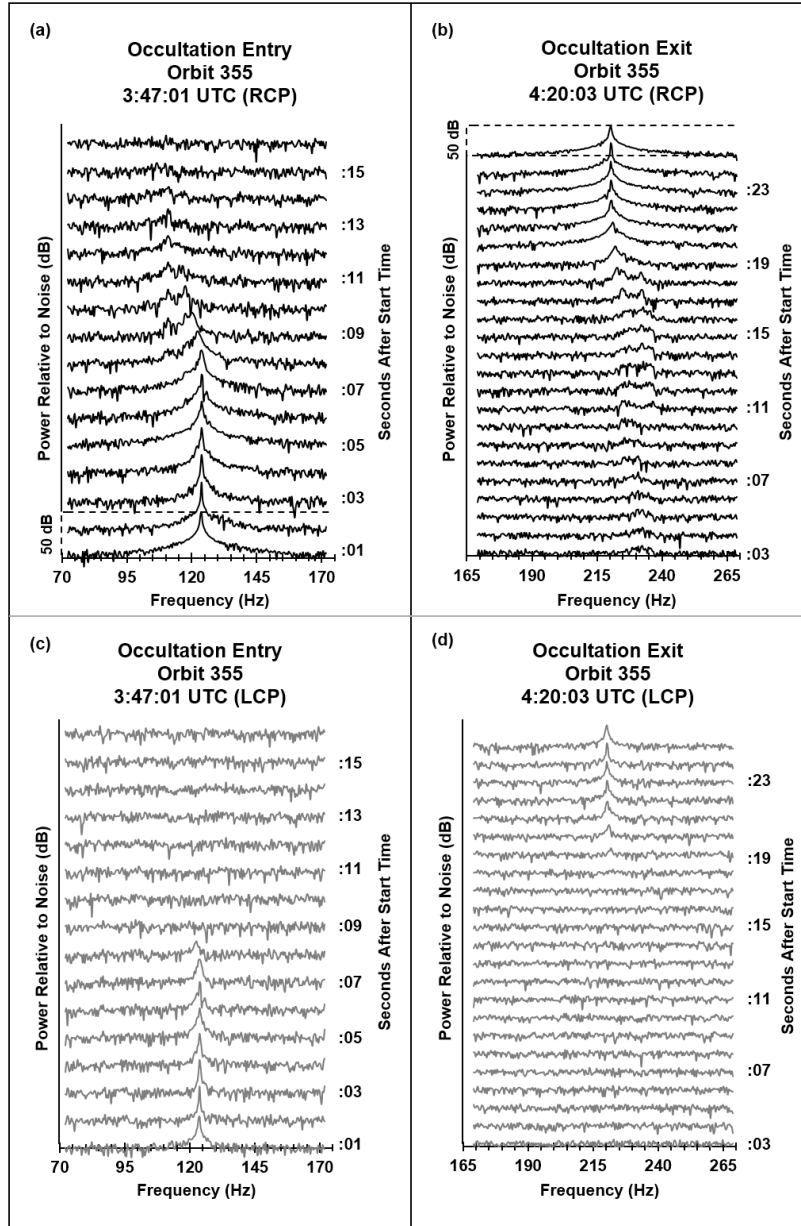 (a)
Occultation Entry
Orbit 355
3:47:01 UTC (RCP)
Power Relative to Noise (dB)
50 dB
:15
:13
:11
:09
:07
:05
:03
:01
Seconds After Start Time
70 95 120 145 170
Frequency (Hz)
(b)
Occultation Exit
Orbit 355
4:20:03 UTC (RCP)
50 dB
Power Relative to Noise (dB)
:23
:19
:15
:11
:07
:03
Seconds After Start Time
165 190 215 240 265
Frequency (Hz)
(c)
Occultation Entry
Orbit 355
3:47:01 UTC (LCP)
Power Relative to Noise (dB)
:15
:13
:11
:09
:07
:05
:03
:01
Seconds After Start Time
70 95 120 145 170
Frequency (Hz)
(d)
Occultation Exit
Orbit 355
4:20:03 UTC (LCP)
Power Relative to Noise (dB)
:23
:19
:15
:11
:07
:03
Seconds After Start Time
165 190 215 240 265
Frequency (Hz)